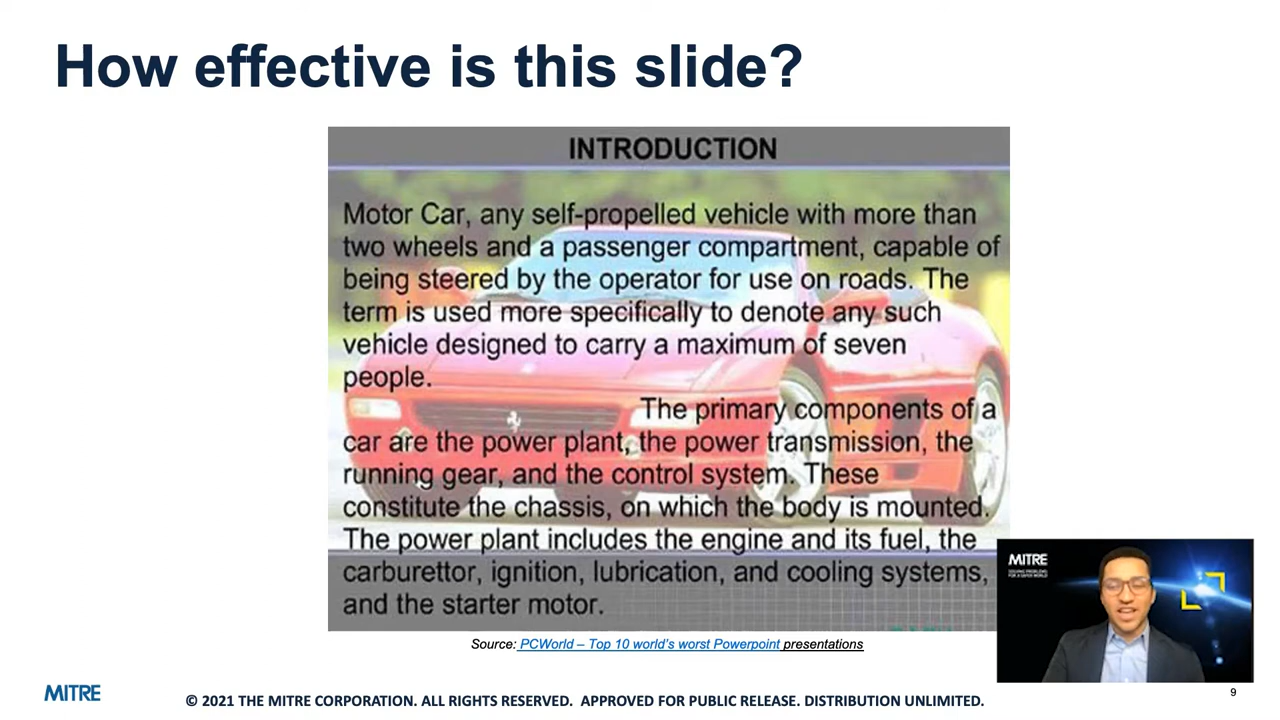 How effective is this slide?
INTRODUCTION
Motor Car, any self-propelled vehicle with more than
two wheels and a passenger compartment, capable of
being steered by the operator for use on roads. The
term is used more specifically to denote any such
vehicle designed to carry a maximum of seven
people.
The primary components of a
car are the power plant, the power transmission, the
running gear, and the control system. These
constitute the chassis, on which the body is mounted.
The power plant includes the engine and its fuel, the
carburettor, ignition, lubrication, and cooling systems,
and the starter motor.
Source: PCWorld – Top 10 world's worst Powerpoint presentations
MITRE
SOLVING PROBLEMS
FOR A SAFER WORLD
MITRE
© 2021 THE MITRE CORPORATION. ALL RIGHTS RESERVED. APPROVED FOR PUBLIC RELEASE. DISTRIBUTION UNLIMITED.
9